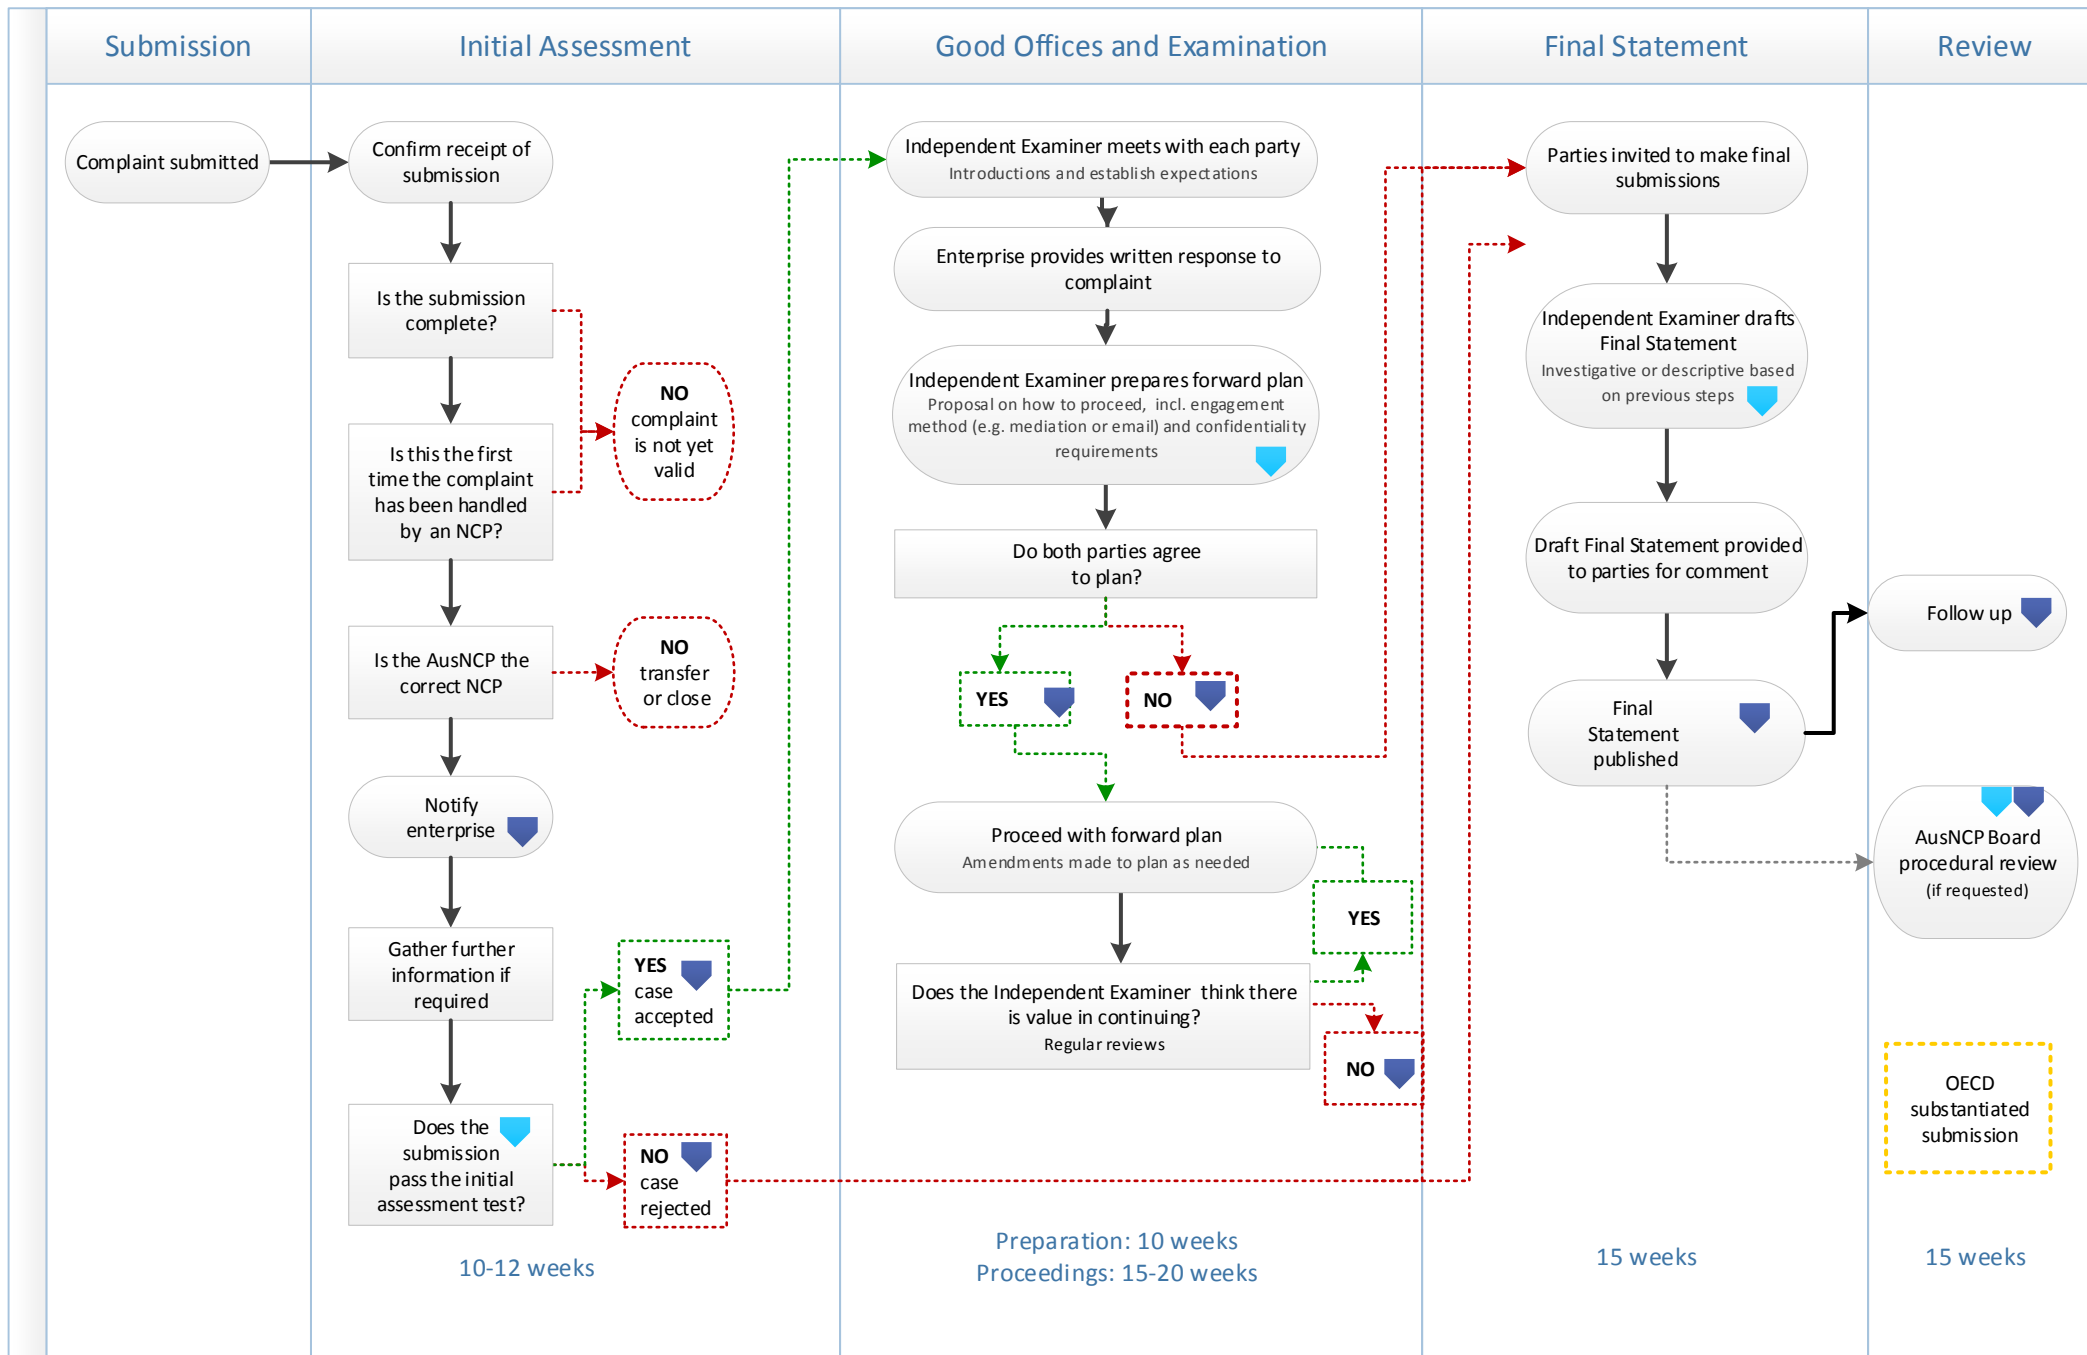 Submission
Initial Assessment
Good Offices and Examination
Final Statement
Review
Complaint submitted
Confirm receipt of
submission
Is the submission
complete?
NO
complaint
is not yet
valid
Is this the first
time the complaint
has been handled
by an NCP?
Is the AusNCP the
correct NCP
NO
transfer
or close
Notify
enterprise
Gather further
information if
required
YES
case
accepted
Does the
submission
pass the initial
assessment test?
NO
case
rejected
10-12 weeks
Independent Examiner meets with each party
Introductions and establish expectations
Enterprise provides written response to
complaint
Independent Examiner prepares forward plan
Proposal on how to proceed, incl. engagement
method (e.g. mediation or email) and confidentiality
requirements
Do both parties agree
to plan?
YES
NO
Proceed with forward plan
Amendments made to plan as needed
YES
Does the Independent Examiner think there
is value in continuing?
Regular reviews
NO
Preparation: 10 weeks
Proceedings: 15-20 weeks
Parties invited to make final
submissions
Independent Examiner drafts
Final Statement
Investigative or descriptive based
on previous steps
Draft Final Statement provided
to parties for comment
Final
Statement
published
15 weeks
Follow up
AusNCP Board
procedural review
(if requested)
OECD
substantiated
submission
15 weeks